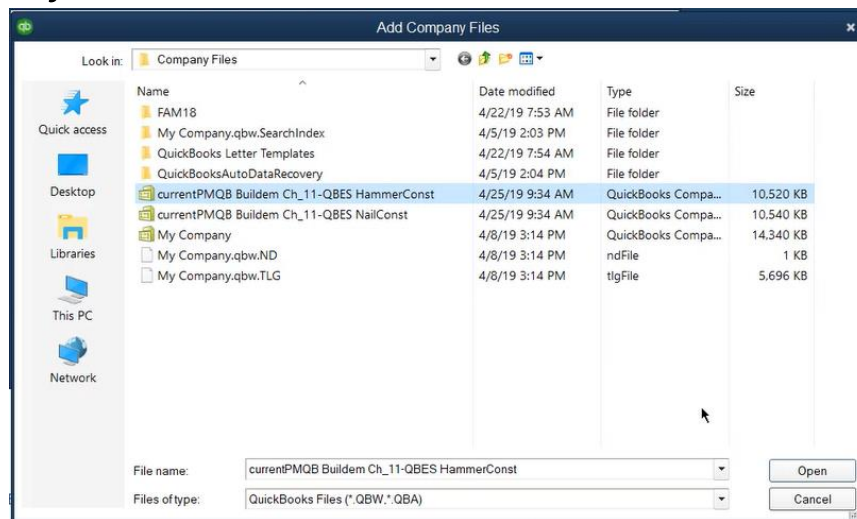 qb Add Company Files ×
Look in: Company Files
Name Date modified Type Size
FAM18 4/22/19 7:53 AM File folder
My Company.qbw.SearchIndex 4/5/19 2:03 PM File folder
QuickBooks Letter Templates 4/22/19 7:54 AM File folder
QuickBooksAutoDataRecovery 4/5/19 2:04 PM File folder
currentPMQB Buildem Ch_11-QBES HammerConst 4/25/19 9:34 AM QuickBooks Compa... 10,520 KB
currentPMQB Buildem Ch_11-QBES NailConst 4/25/19 9:34 AM QuickBooks Compa... 10,540 KB
My Company 4/8/19 3:14 PM QuickBooks Compa... 14,340 KB
My Company.qbw.ND 4/8/19 3:14 PM ndFile 1 KB
My Company.qbw.TLG 4/8/19 3:14 PM tlgFile 5,696 KB
Quick access
Desktop
Libraries
This PC
Network
File name: currentPMQB Buildem Ch_11-QBES HammerConst Open
Files of type: QuickBooks Files (*.QBW,*.QBA) Cancel